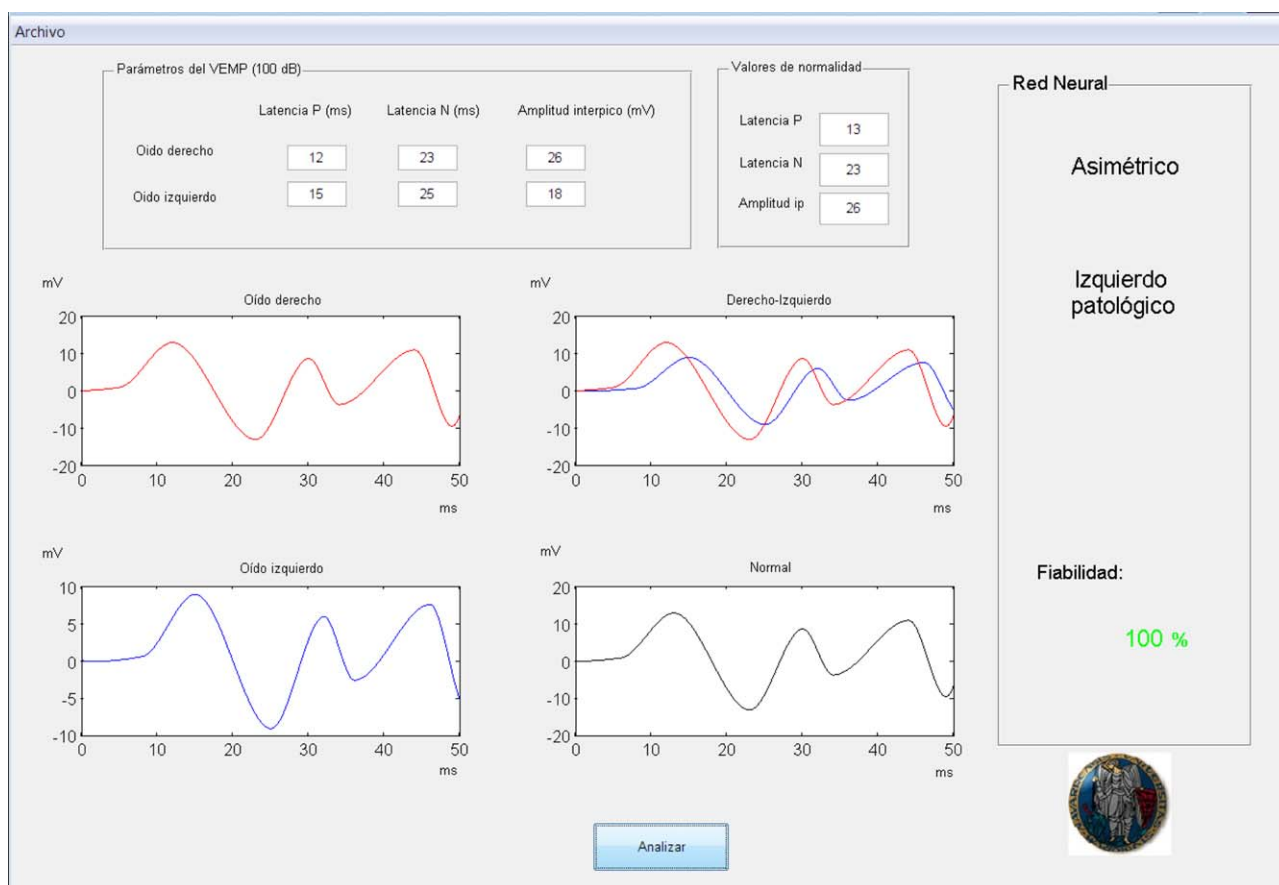 Archivo
Parámetros del VEMP (100 dB)
Latencia P (ms) Latencia N (ms) Amplitud interpico (mV)
Oido derecho 12 23 26
Oido izquierdo 15 25 18
Valores de normalidad
Latencia P 13
Latencia N 23
Amplitud ip 26
Red Neural
Asimétrico
Izquierdo
patológico
Fiabilidad:
100 %
mV
Oído derecho
20
10
0
-10
-20
0 10 20 30 40 50
ms
mV
Derecho-Izquierdo
20
10
0
-10
-20
0 10 20 30 40 50
ms
mV
Oído izquierdo
10
5
0
-5
-10
0 10 20 30 40 50
ms
mV
Normal
20
10
0
-10
-20
0 10 20 30 40 50
ms
Analizar